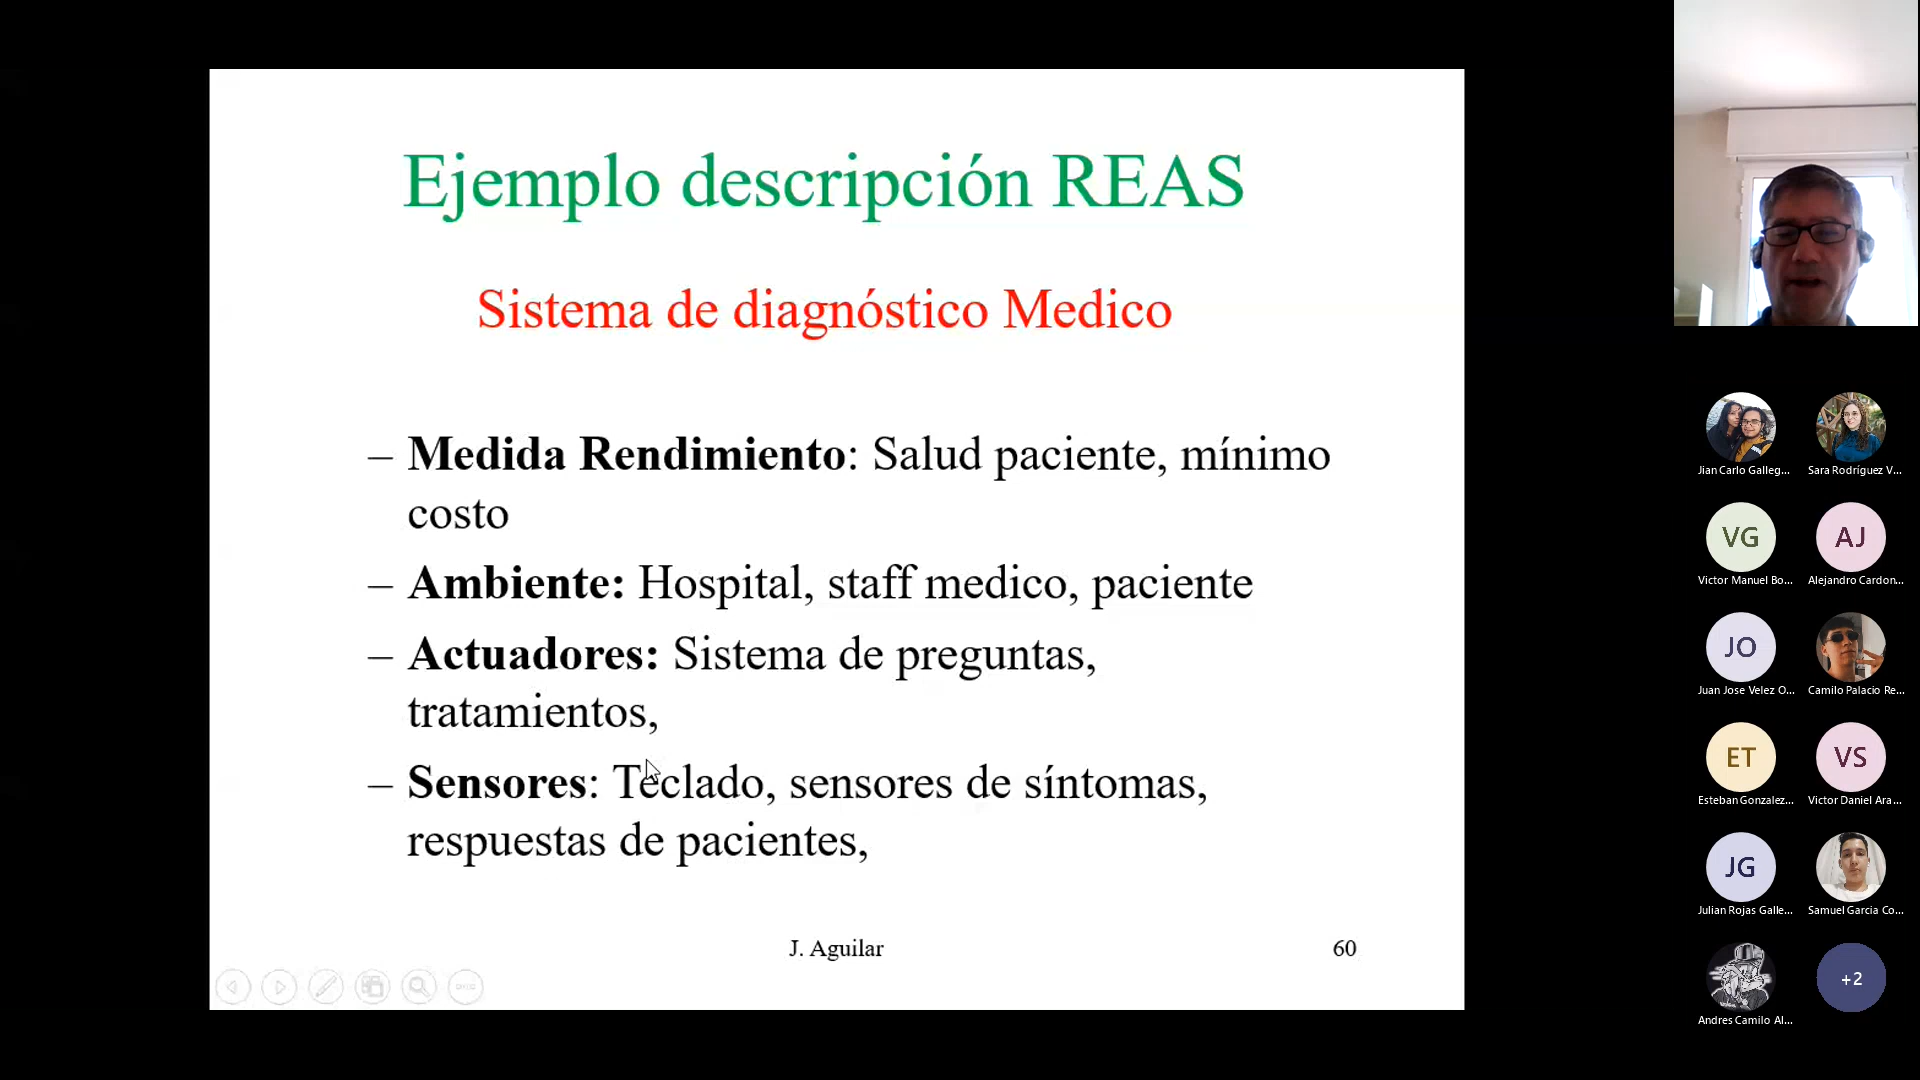 Ejemplo descripción REAS
Sistema de diagnóstico Medico
– Medida Rendimiento: Salud paciente, mínimo
costo
– Ambiente: Hospital, staff medico, paciente
– Actuadores: Sistema de preguntas,
tratamientos,
– Sensores: Teclado, sensores de síntomas,
respuestas de pacientes,
J. Aguilar
60
Jian Carlo Galleg...
Sara Rodríguez V...
VG
AJ
Victor Manuel Bo...
Alejandro Cardon...
JO
Juan Jose Velez O...
Camilo Palacio Re...
ET
VS
Esteban Gonzalez...
Victor Daniel Ara...
JG
Julian Rojas Galle...
Samuel Garcia Co...
+2
Andres Camilo Al...